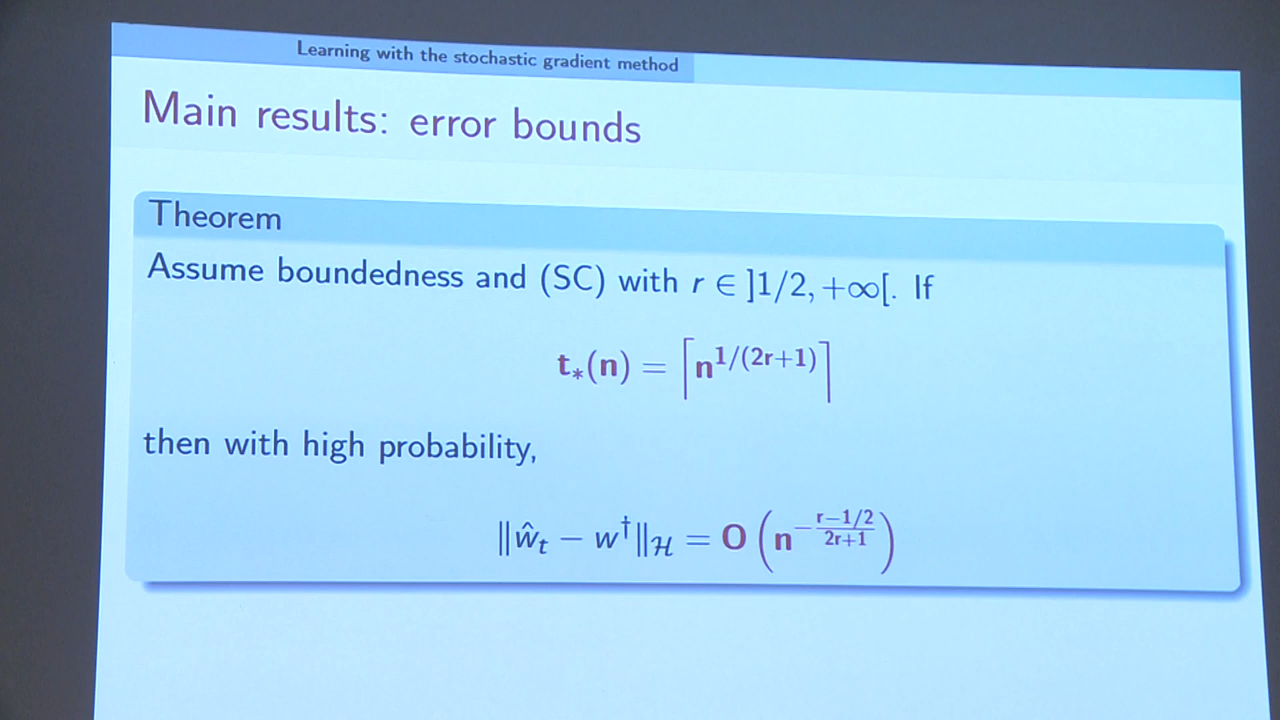 Learning with the stochastic gradient method
Main results: error bounds
Theorem
Assume boundedness and (SC) with r ∈ ]1/2, +∞[. If
t∗(n) = ⌈n^{1/(2r+1)}⌉
then with high probability,
‖ŵ_t − w^†‖_ℋ = O(n^{−\frac{r−1/2}{2r+1}})